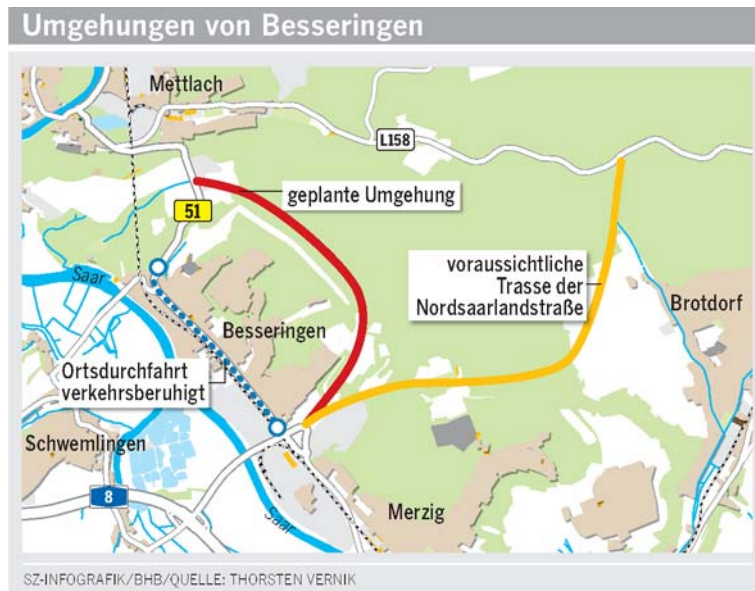 Umgehungen von Besseringen
Mettlach
L158
geplante Umgehung
51
Saar
voraussichtliche
Trasse der
Nordsaarlandstraße
Brotdorf
Besseringen
Ortsdurchfahrt
verkehrsberuhigt
Schwemlingen
8
Merzig
Saar
SZ-INFOGRAFIK/BHB/QUELLE: THORSTEN VERNIK